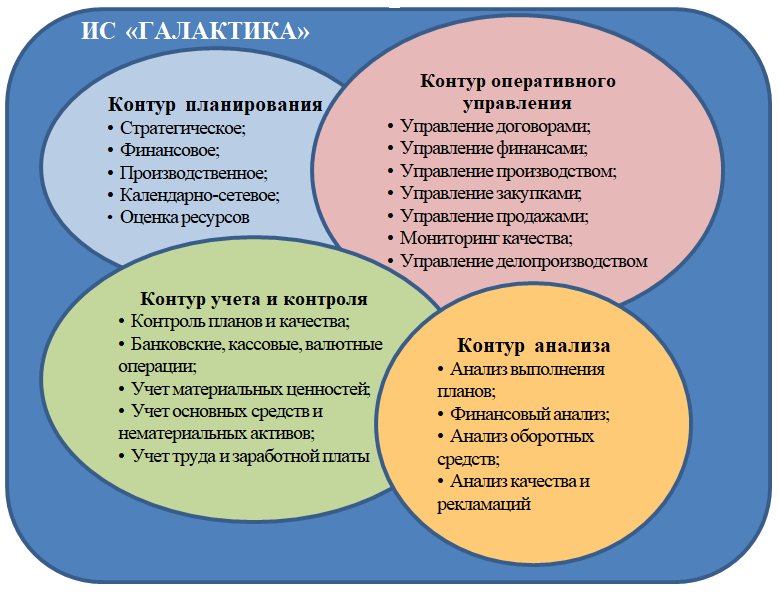 ИС «ГАЛАКТИКА»
Контур планирования
• Стратегическое;
• Финансовое;
• Производственное;
• Календарно-сетевое;
• Оценка ресурсов
Контур оперативного
управления
• Управление договорами;
• Управление финансами;
• Управление производством;
• Управление закупками;
• Управление продажами;
• Мониторинг качества;
• Управление делопроизводством
Контур учета и контроля
• Контроль планов и качества;
• Банковские, кассовые, валютные
операции;
• Учет материальных ценностей;
• Учет основных средств и
нематериальных активов;
• Учет труда и заработной платы
Контур анализа
• Анализ выполнения
планов;
• Финансовый анализ;
• Анализ оборотных
средств;
• Анализ качества и
рекламаций